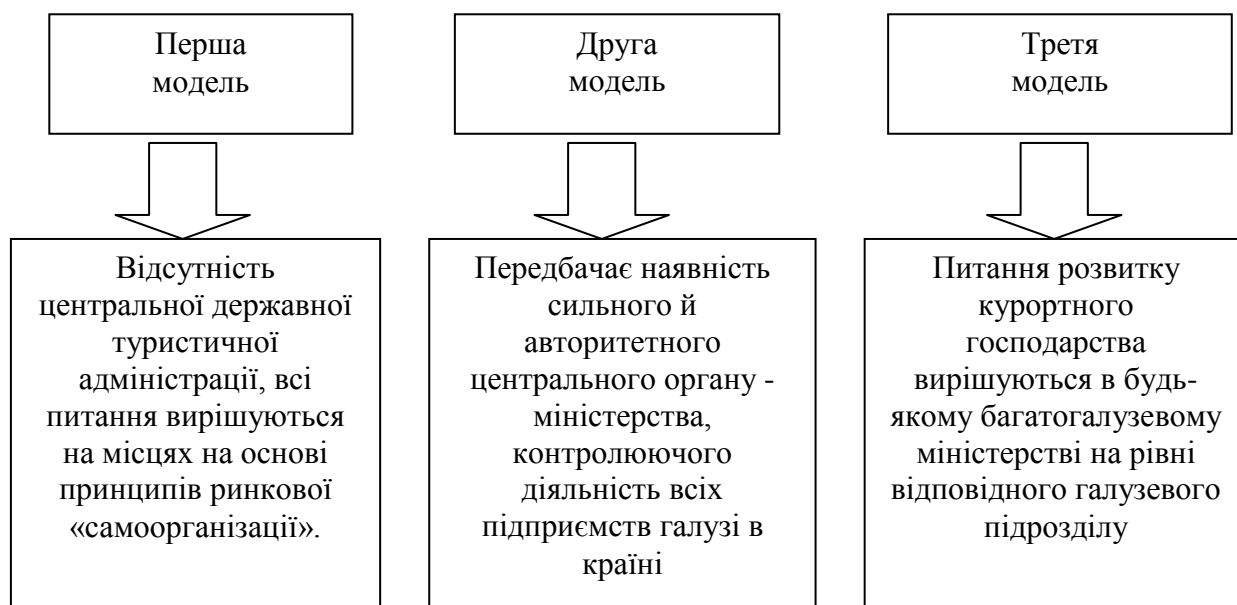 Перша
модель
Друга
модель
Третя
модель
Відсутність
центральної державної
туристичної
адміністрації, всі
питання вирішуються
на місцях на основі
принципів ринкової
«самоорганізації».
Передбачає наявність
сильного й
авторитетного
центрального органу -
міністерства,
контролюючого
діяльність всіх
підприємств галузі в
країні
Питання розвитку
курортного
господарства
вирішуються в будь-
якому багатогалузевому
міністерстві на рівні
відповідного галузевого
підрозділу